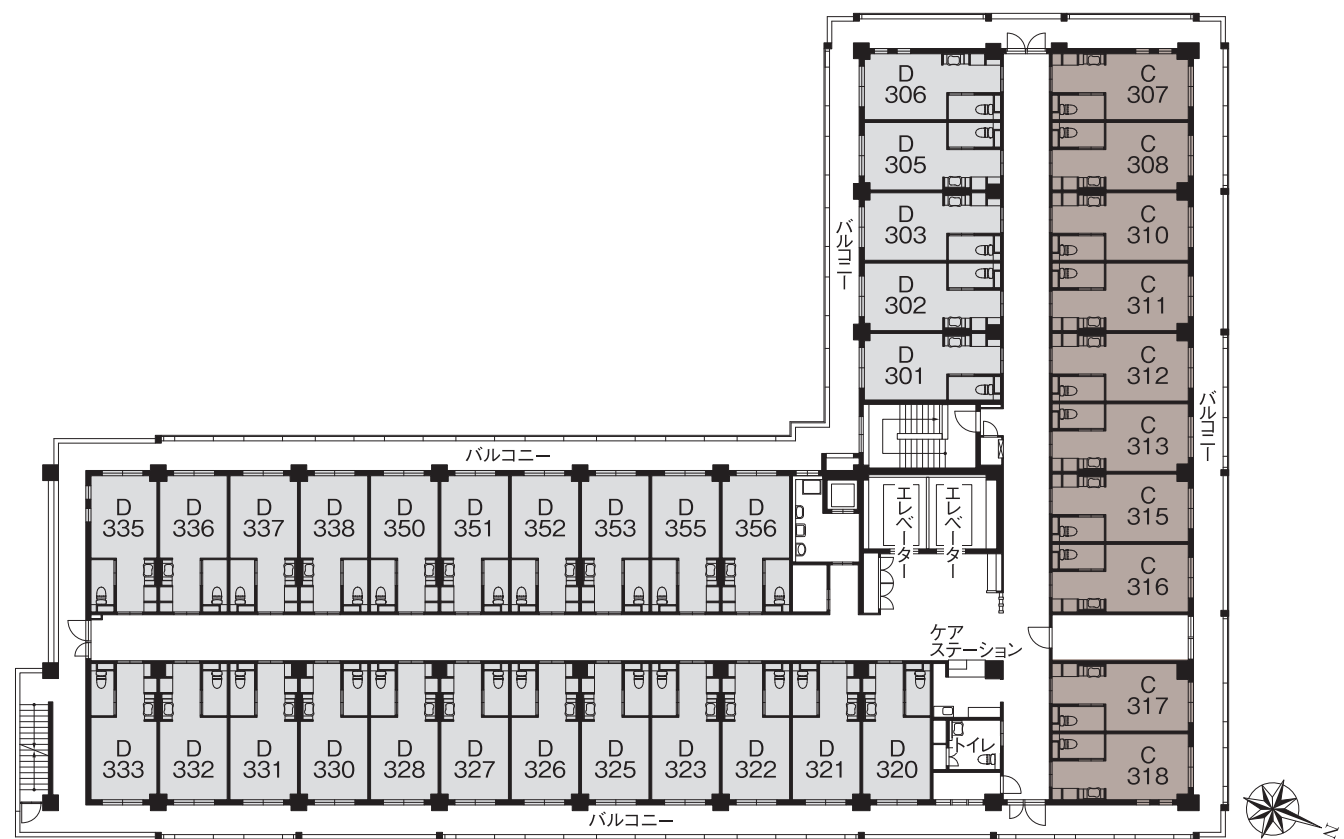 D
306
C
307
D
305
C
308
D
303
C
310
D
302
C
311
D
301
C
312
C
313
C
315
C
316
C
317
C
318
バルコニー
バルコニー
バルコニー
エレベーター
エレベーター
D
335
D
336
D
337
D
338
D
350
D
351
D
352
D
353
D
355
D
356
ケア
ステーション
トイレ
D
333
D
332
D
331
D
330
D
328
D
327
D
326
D
325
D
323
D
322
D
321
D
320
バルコニー
N